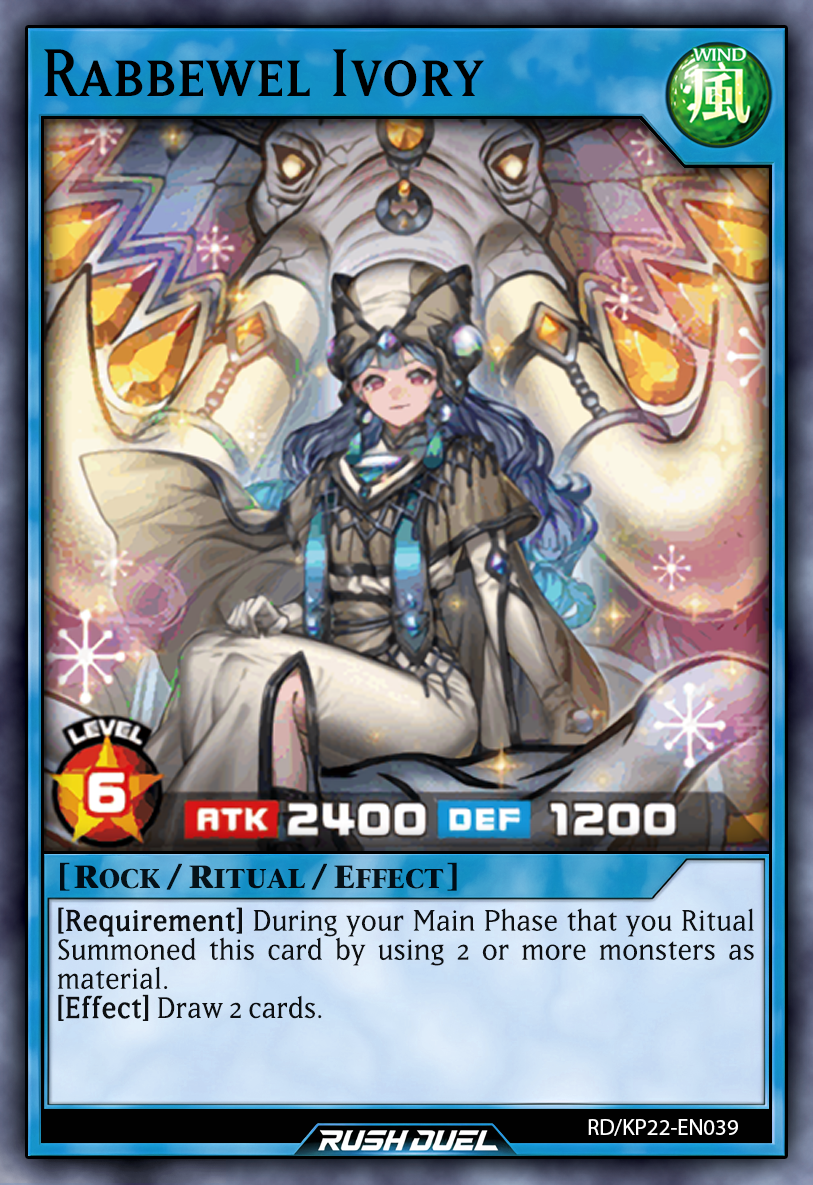 Rabbewel Ivory
WIND
風
LEVEL
6
ATK 2400 DEF 1200
[Rock / Ritual / Effect]
[Requirement] During your Main Phase that you Ritual
Summoned this card by using 2 or more monsters as
material.
[Effect] Draw 2 cards.
RD/KP22-EN039
RUSH DUEL